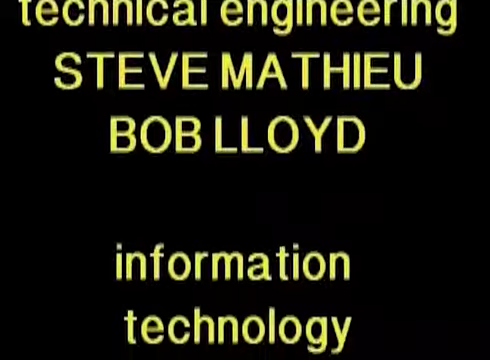 technical engineering
STEVE MATHIEU
BOB LLOYD
information
technology